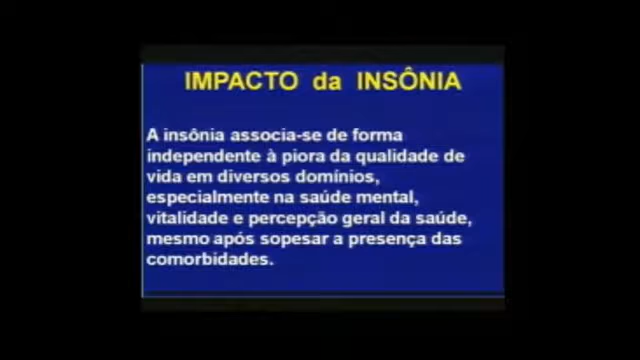 IMPACTO da INSÔNIA
A insônia associa-se de forma
independente à piora da qualidade de
vida em diversos domínios,
especialmente na saúde mental,
vitalidade e percepção geral da saúde,
mesmo após sopesar a presença das
comorbidades.